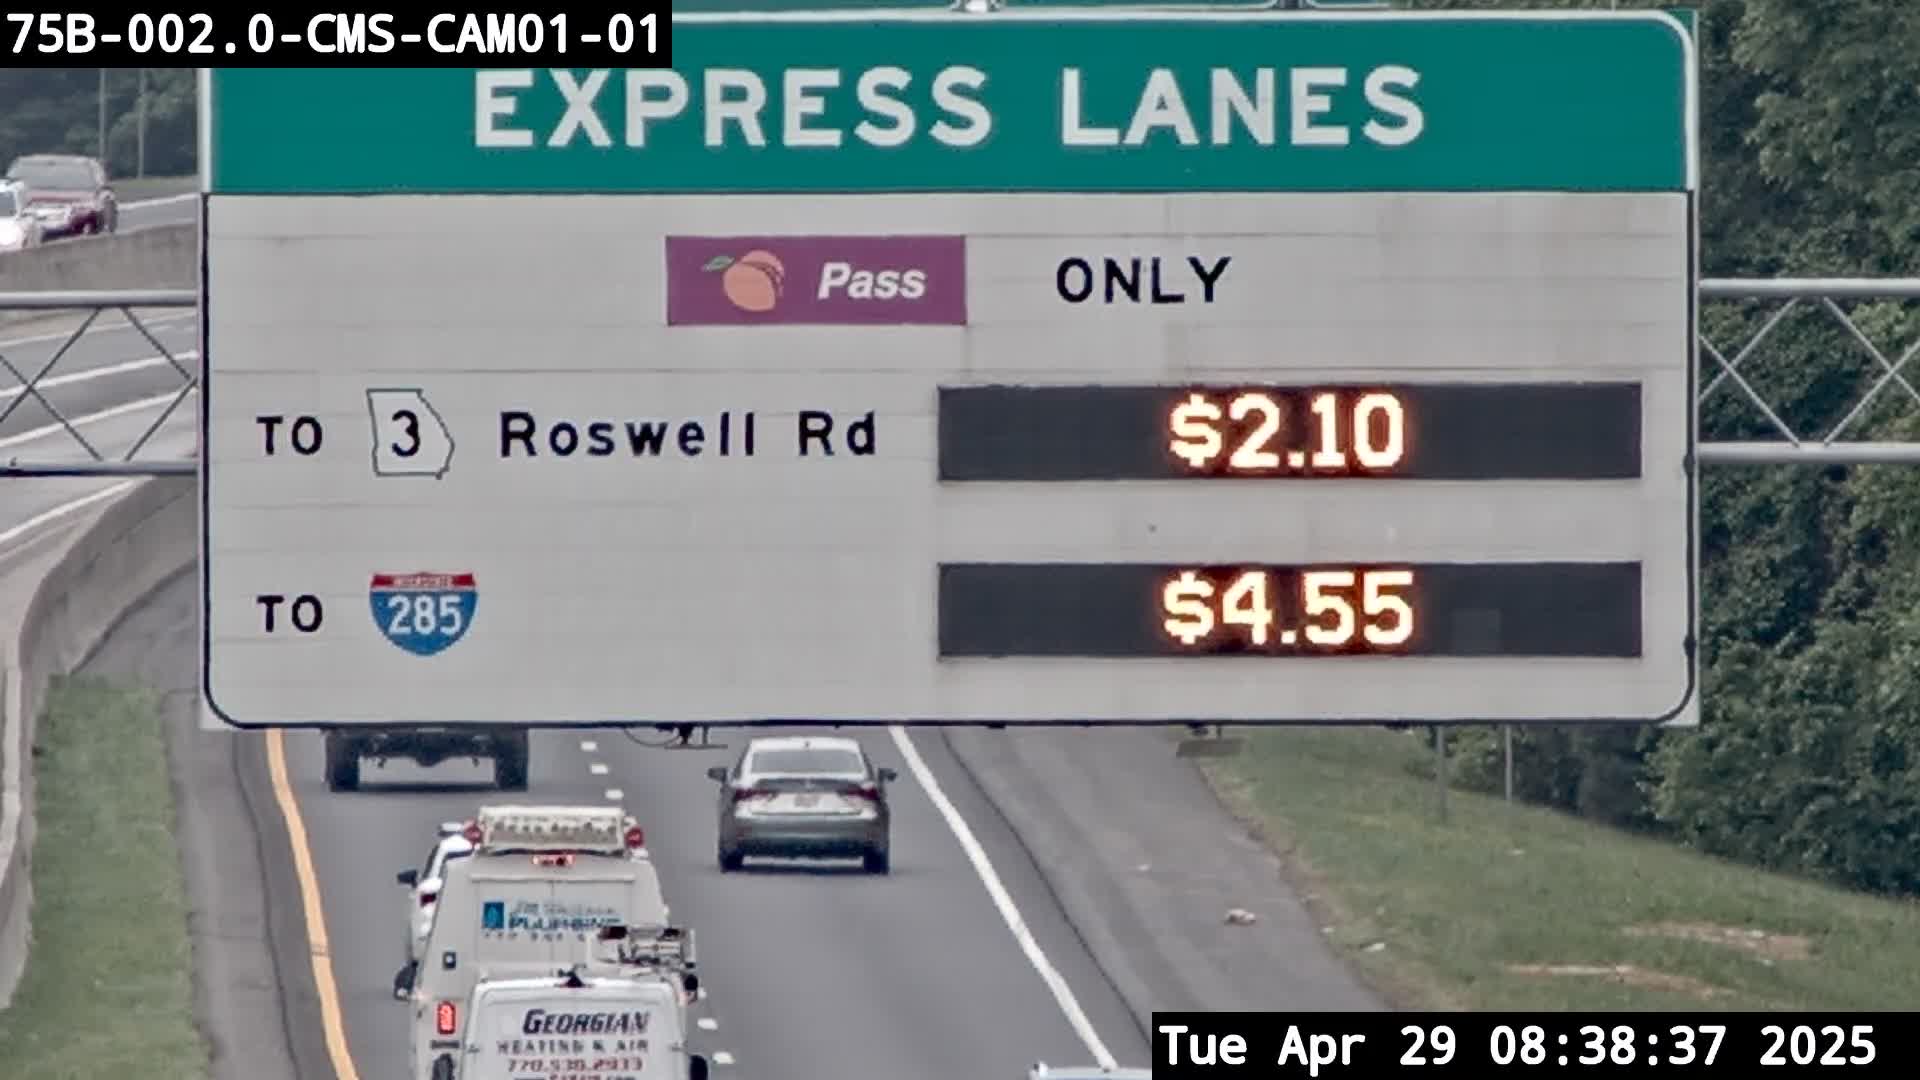 75B-002.0-CMS-CAM01-01
EXPRESS LANES
Pass ONLY
TO 3 Roswell Rd $2.10
TO INTERSTATE 285 $4.55
PLUMBING
GEORGIAN
HEATING & AIR
Tue Apr 29 08:38:37 2025